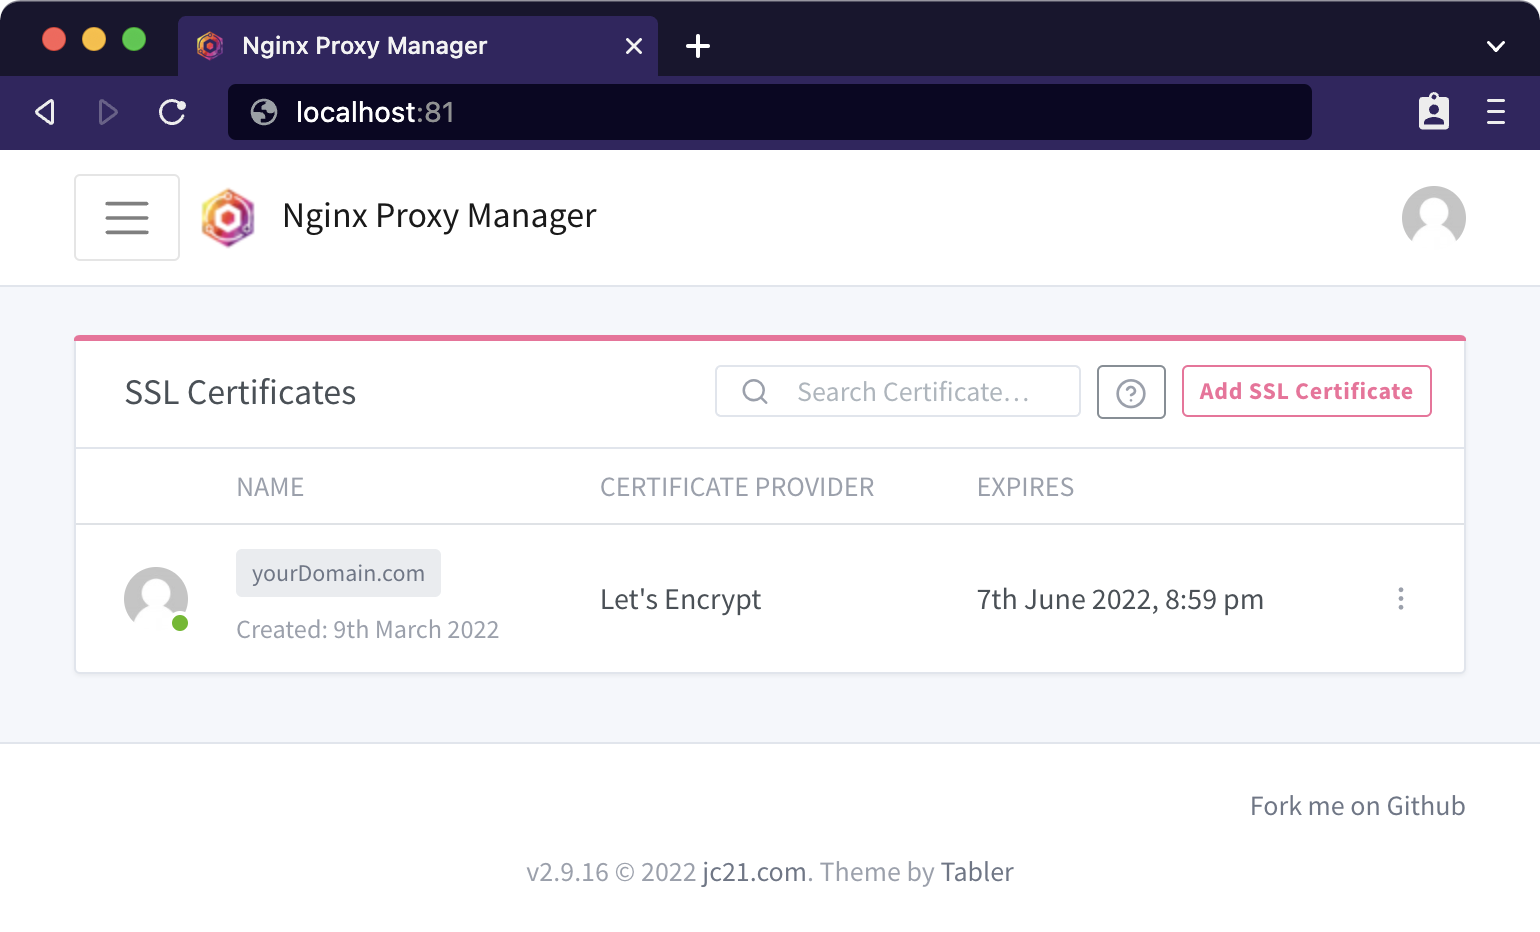 Nginx Proxy Manager
localhost:81
Nginx Proxy Manager
SSL Certificates
Search Certificate…
Add SSL Certificate
NAME CERTIFICATE PROVIDER EXPIRES
yourDomain.com
Let's Encrypt 7th June 2022, 8:59 pm
Created: 9th March 2022
Fork me on Github
v2.9.16 © 2022 jc21.com. Theme by Tabler